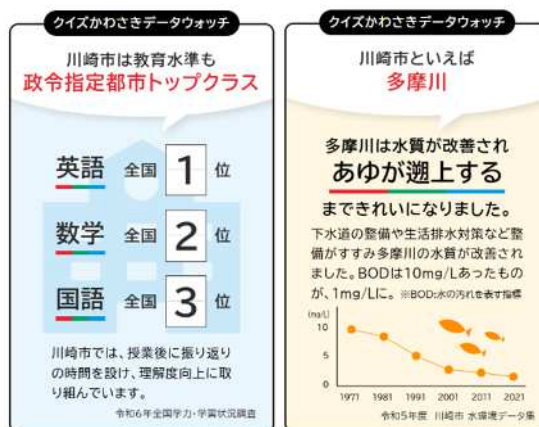 クイズかわさきデータウォッチ
川崎市は教育水準も
政令指定都市トップクラス
英語 全国 1 位
数学 全国 2 位
国語 全国 3 位
川崎市では、授業後に振り返り
の時間を設け、理解度向上に取
り組んでいます。
令和6年全国学力・学習状況調査
クイズかわさきデータウォッチ
川崎市といえば
多摩川
多摩川は水質が改善され
あゆが遡上する
まできれいになりました。
下水道の整備や生活排水対策など整
備がすすみ多摩川の水質が改善され
ました。BODは10mg/Lあったもの
が、1mg/Lに。 ※BOD:水の汚れを表す指標
(mg/L)
10
5
0
1971 1981 1991 2001 2011 2021
令和5年度 川崎市 水環境データ集